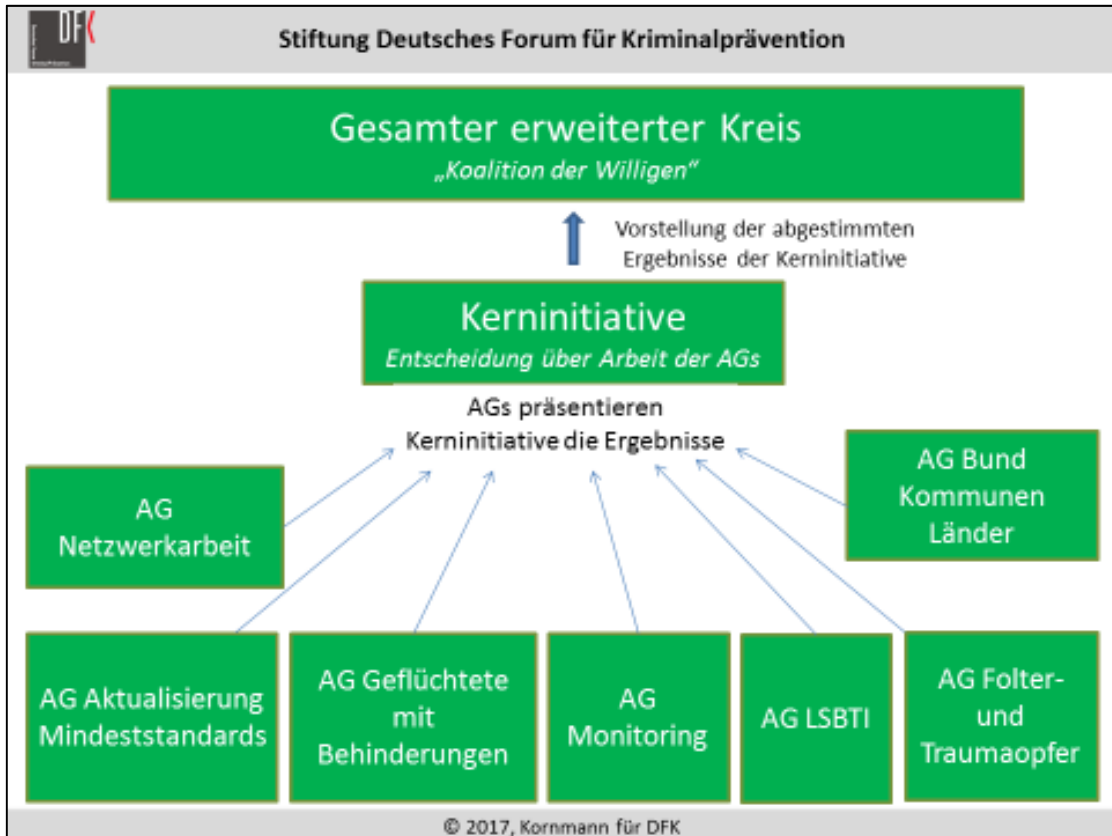 DFK
Stiftung Deutsches Forum für Kriminalprävention
Gesamter erweiterter Kreis
„Koalition der Willigen“
Vorstellung der abgestimmten
Ergebnisse der Kerninitiative
Kerninitiative
Entscheidung über Arbeit der AGs
AGs präsentieren
Kerninitiative die Ergebnisse
AG
Netzwerkarbeit
AG Bund
Kommunen
Länder
AG Aktualisierung
Mindeststandards
AG Geflüchtete
mit
Behinderungen
AG
Monitoring
AG LSBTI
AG Folter-
und
Traumaopfer
© 2017, Kornmann für DFK